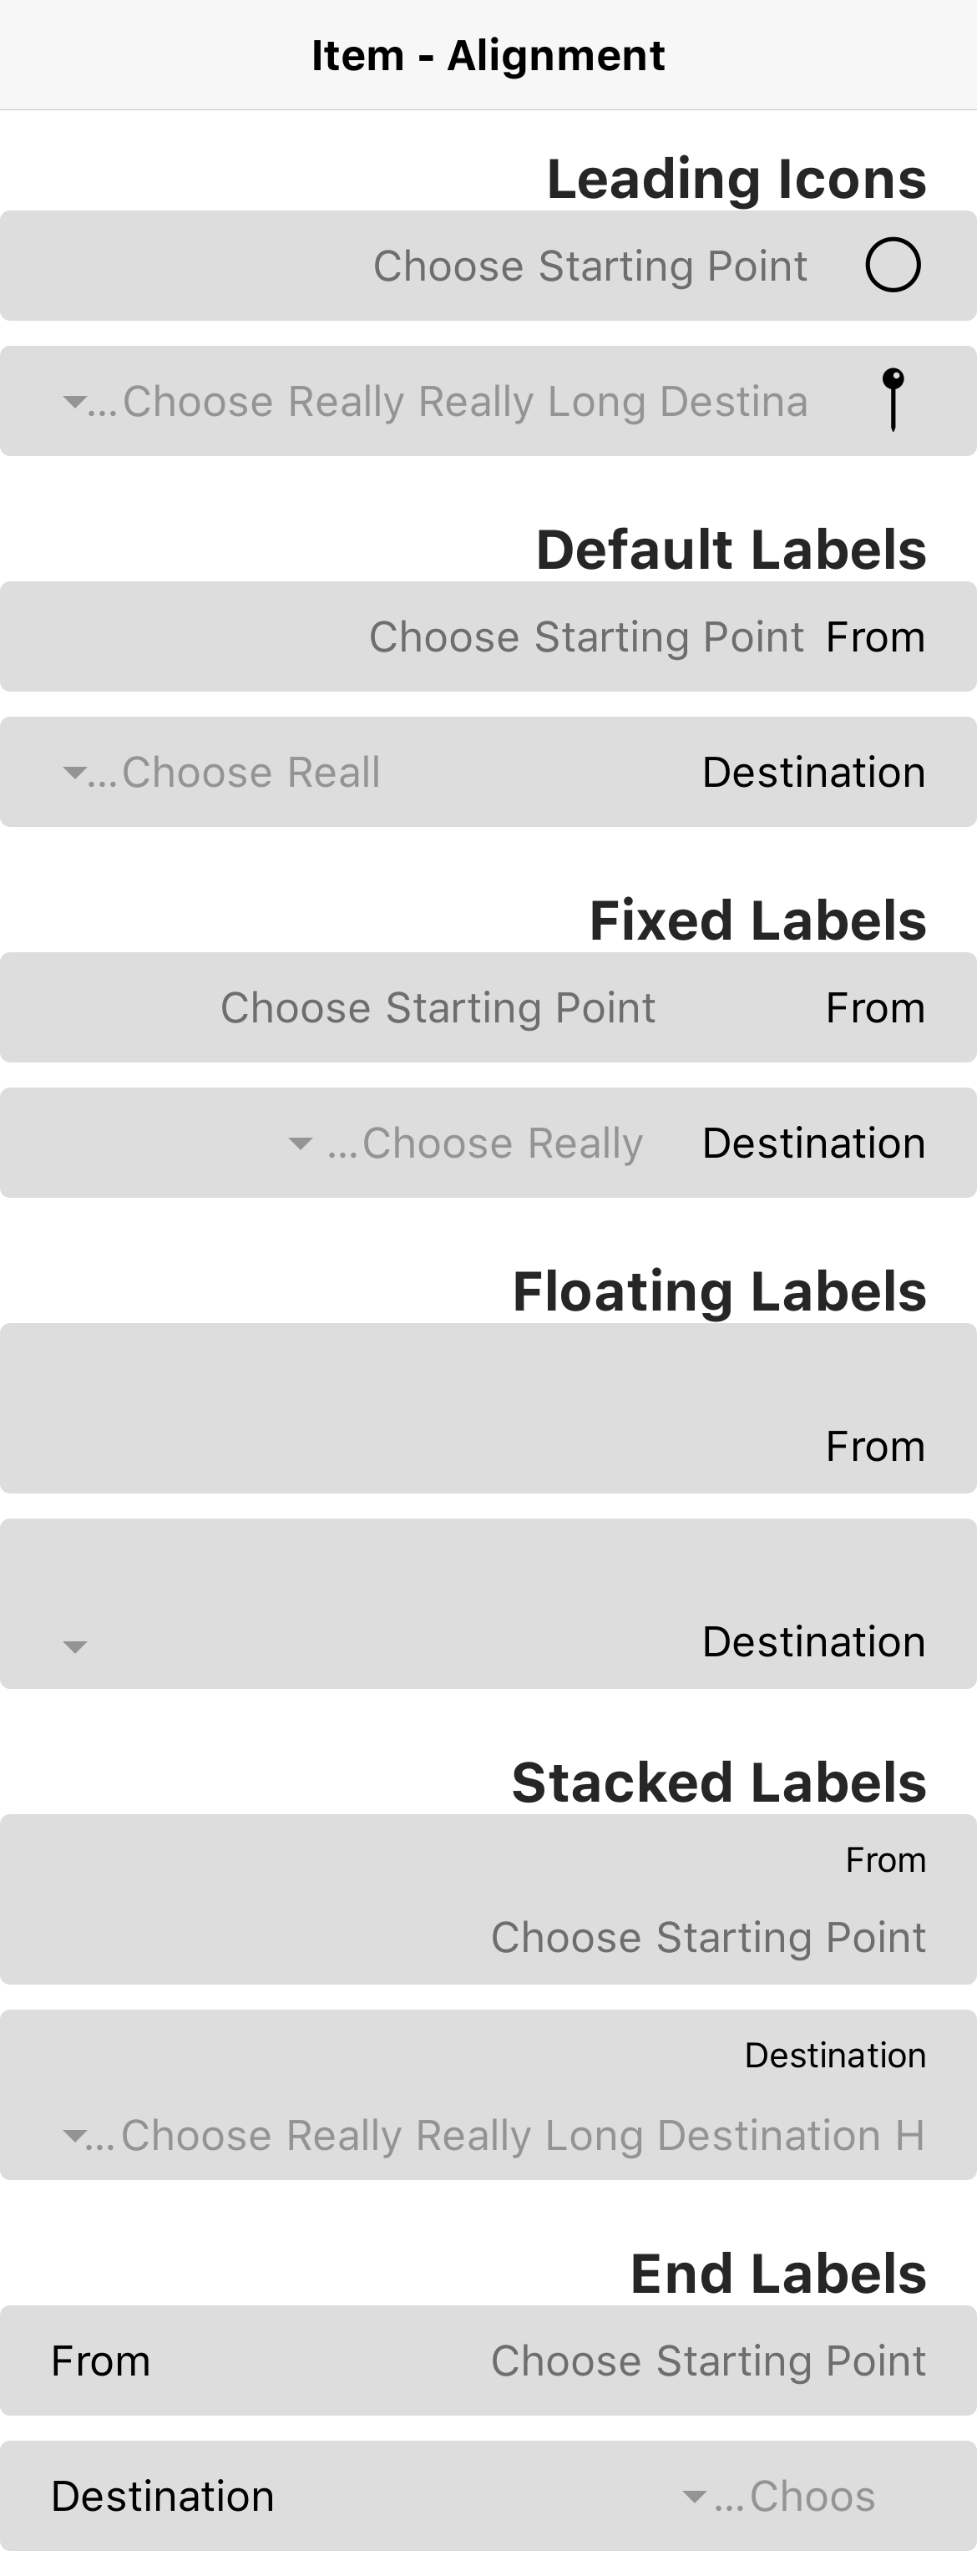 Item - Alignment
Leading Icons
Choose Starting Point
...Choose Really Really Long Destina
Default Labels
Choose Starting Point From
...Choose Reall Destination
Fixed Labels
Choose Starting Point From
...Choose Really Destination
Floating Labels
From
Destination
Stacked Labels
From
Choose Starting Point
Destination
...Choose Really Really Long Destination H
End Labels
From Choose Starting Point
Destination ...Choos